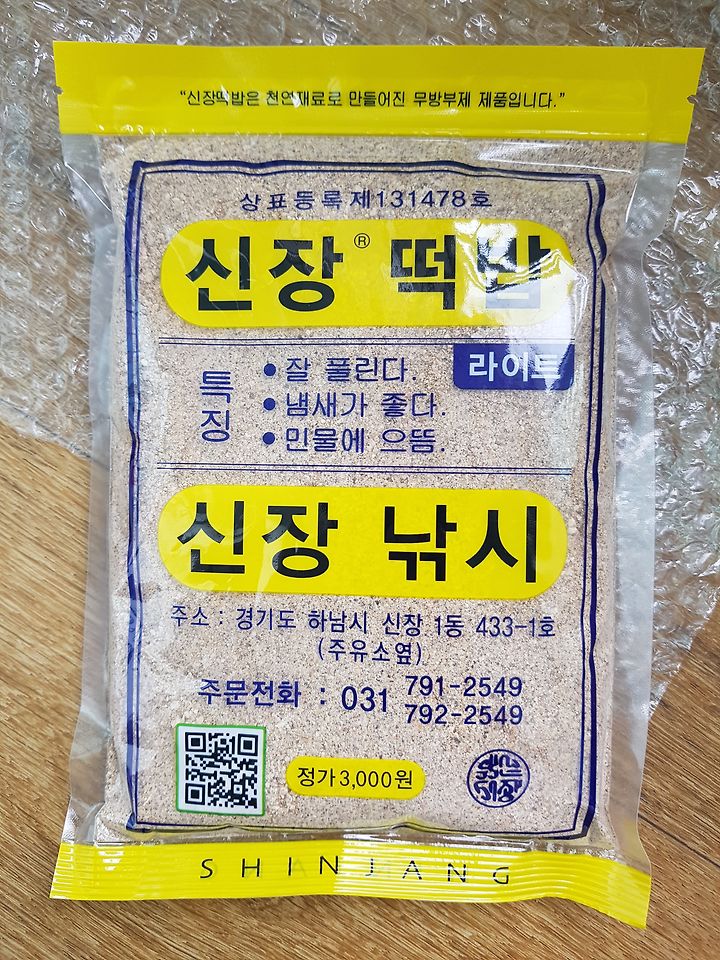 “신장떡밥은 천연재료로 만들어진 무방부제 제품입니다.”
상표등록제131478호
신장® 떡밥
라이트
특징
• 잘 풀린다.
• 냄새가 좋다.
• 민물에 으뜸.
신장 낚시
주소 : 경기도 하남시 신장 1동 433-1호
(주유소옆)
주문전화 : 031 791-2549
792-2549
정가3,000원
SHINJANG